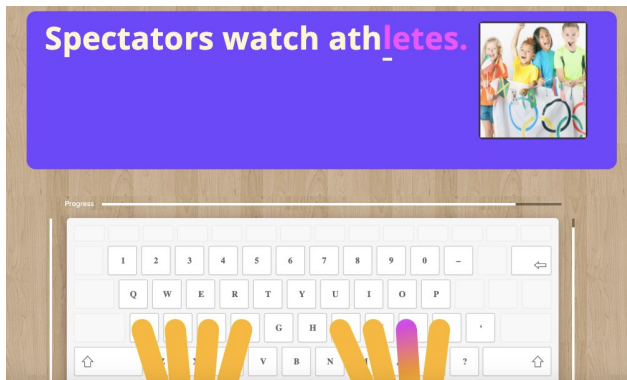 Spectators watch athletes.
Progress
1 2 3 4 5 6 7 8 9 0 –
Q W E R T Y U I O P
G H '
Z V B N M ?